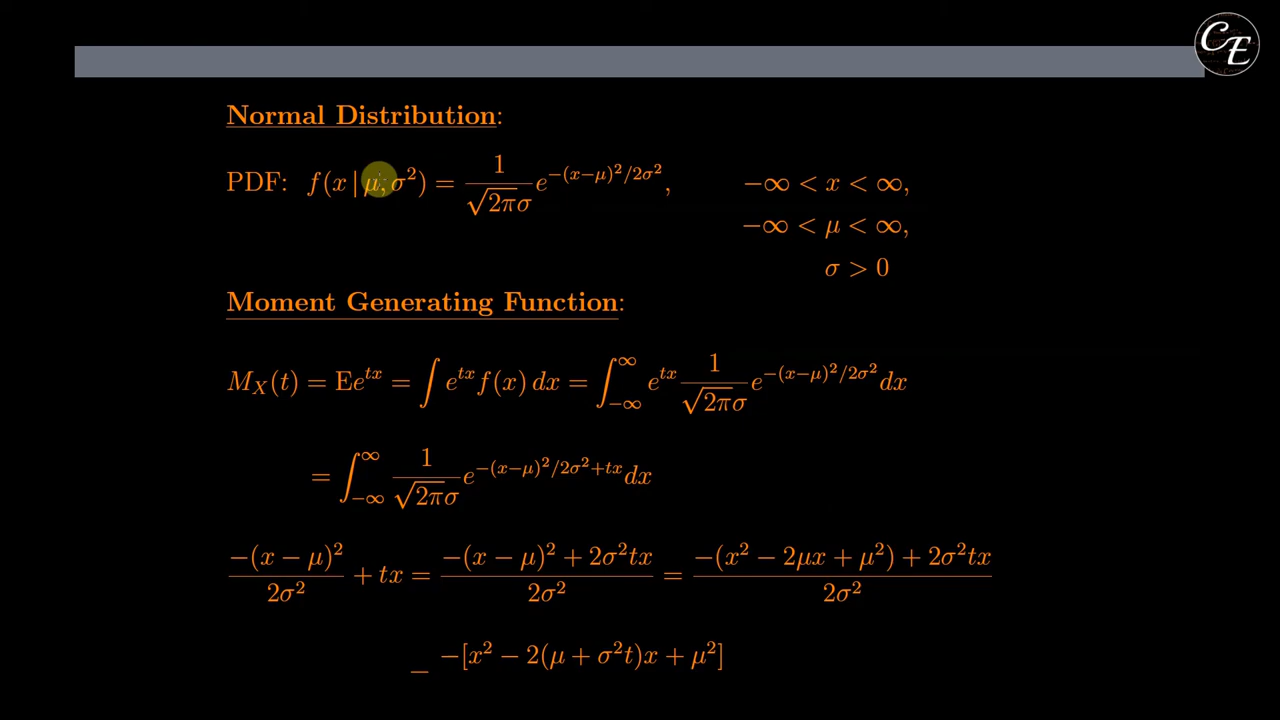 CE
Normal Distribution:
PDF: f(x | μ, σ²) = 1/(√(2π)σ) e^{-(x-μ)²/2σ²}, -∞ < x < ∞,
-∞ < μ < ∞,
σ > 0
Moment Generating Function:
M_X(t) = Ee^{tx} = ∫ e^{tx} f(x) dx = ∫_{-∞}^{∞} e^{tx} 1/(√(2π)σ) e^{-(x-μ)²/2σ²} dx
= ∫_{-∞}^{∞} 1/(√(2π)σ) e^{-(x-μ)²/2σ²+tx} dx
-(x - μ)²/2σ² + tx = (-(x - μ)² + 2σ²tx)/2σ² = (-(x² - 2μx + μ²) + 2σ²tx)/2σ²
= -[x² - 2(μ + σ²t)x + μ²]